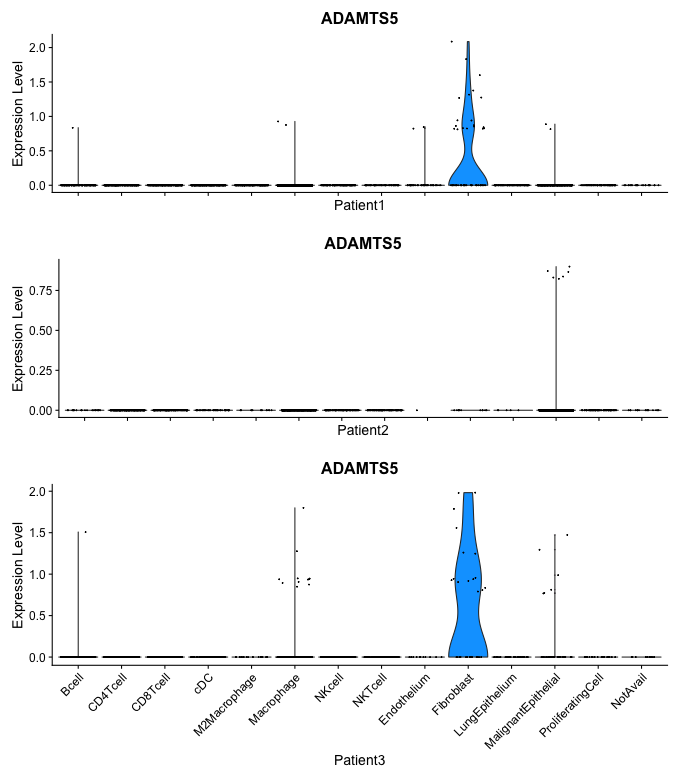 ADAMTS5
Expression Level
2.0
1.5
1.0
0.5
0.0
Patient1
ADAMTS5
Expression Level
0.75
0.50
0.25
0.00
Patient2
ADAMTS5
Expression Level
2.0
1.5
1.0
0.5
0.0
Bcell
CD4Tcell
CD8Tcell
cDC
M2Macrophage
Macrophage
NKcell
NKTcell
Endothelium
Fibroblast
LungEpithelium
MalignantEpithelial
ProliferatingCell
NotAvail
Patient3